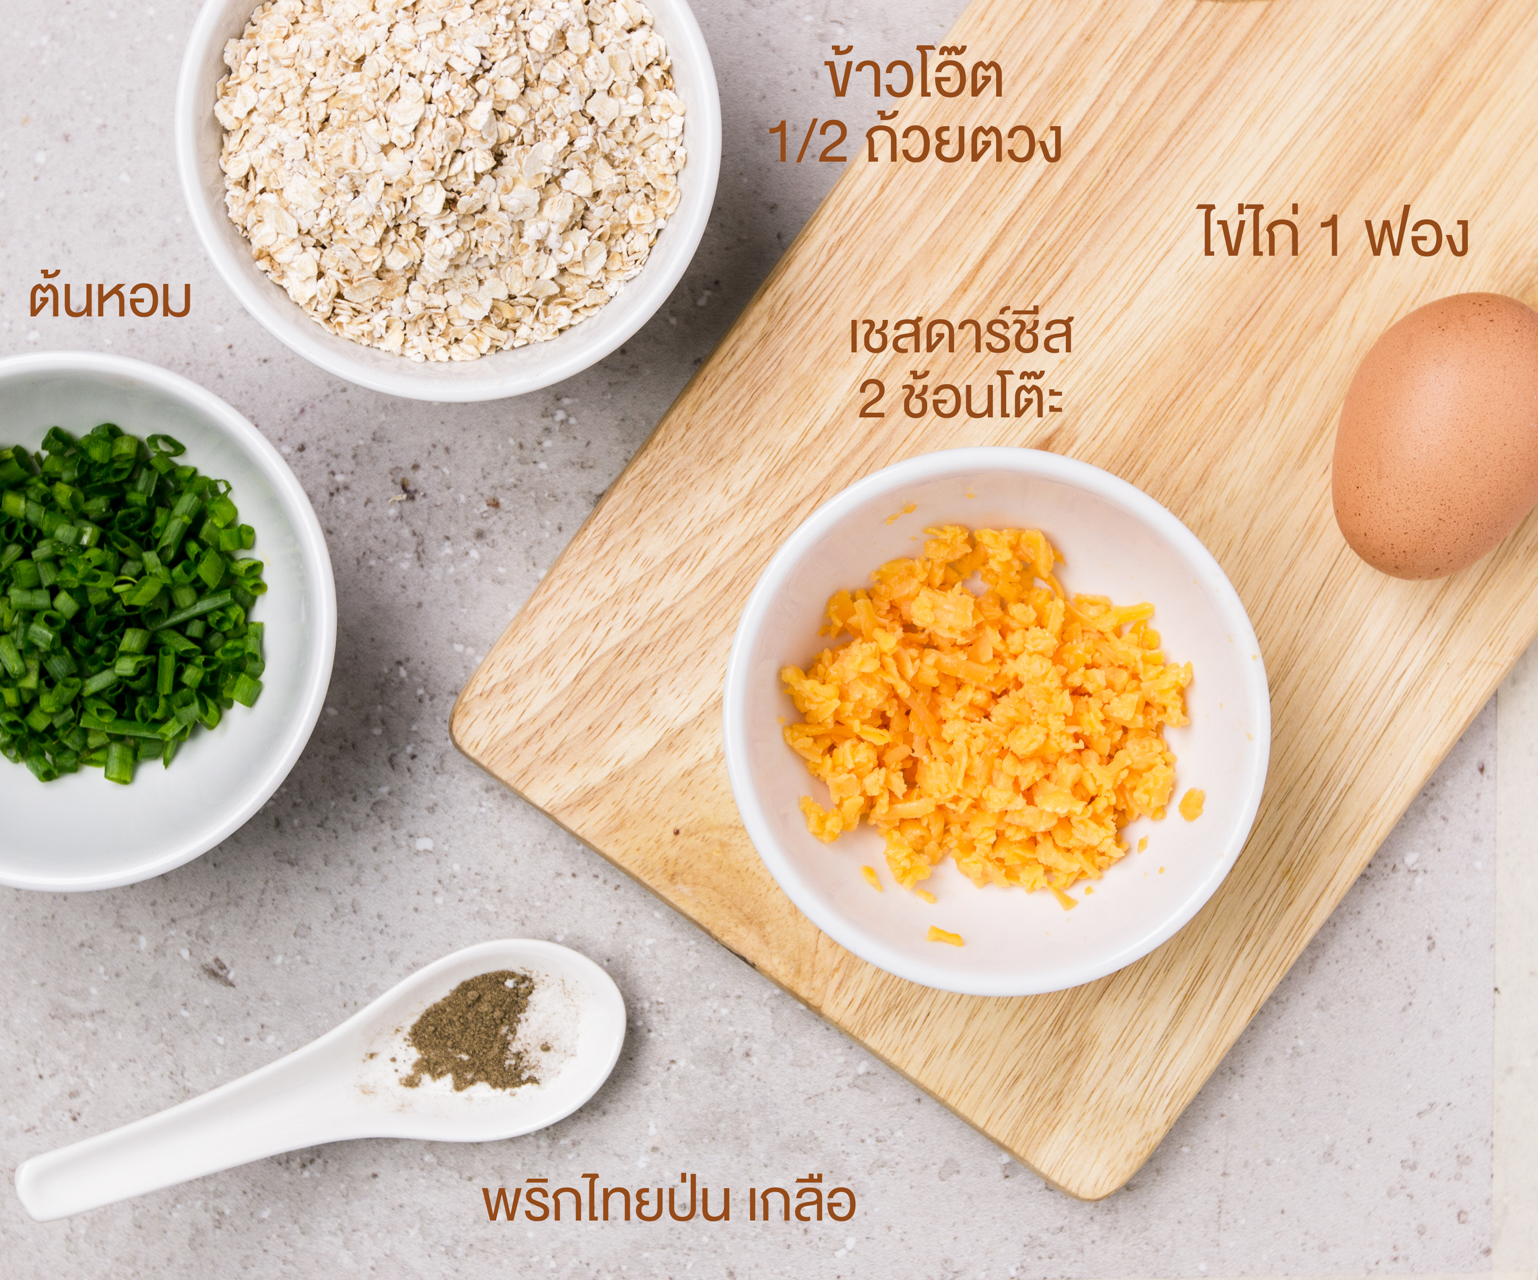 ข้าวโอ๊ต
1/2 ถ้วยตวง
ไข่ไก่ 1 ฟอง
ต้นหอม
เชสดาร์ชีส
2 ช้อนโต๊ะ
พริกไทยป่น เกลือ